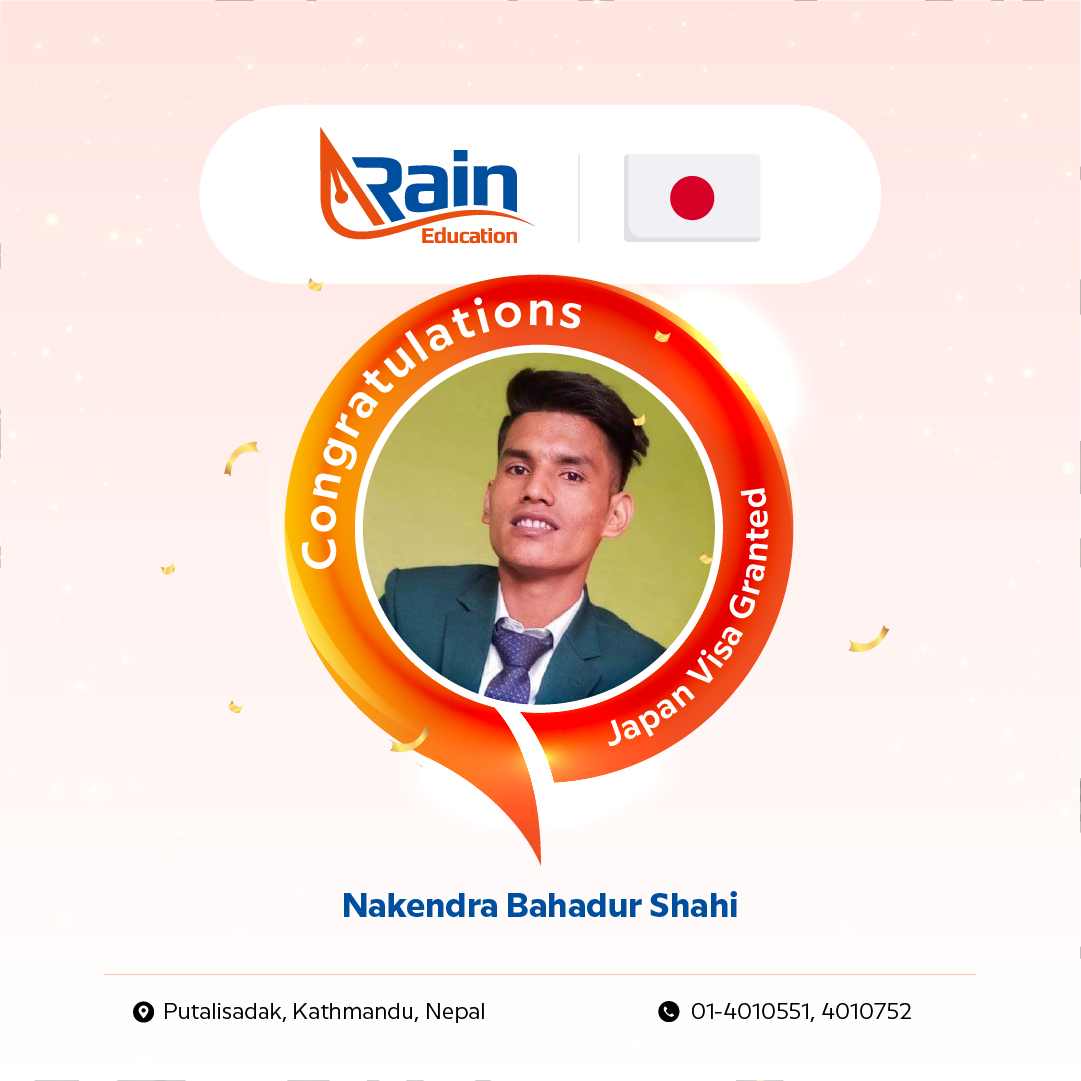 Rain
Education
Congratulations
Japan Visa Granted
Nakendra Bahadur Shahi
Putalisadak, Kathmandu, Nepal
01-4010551, 4010752